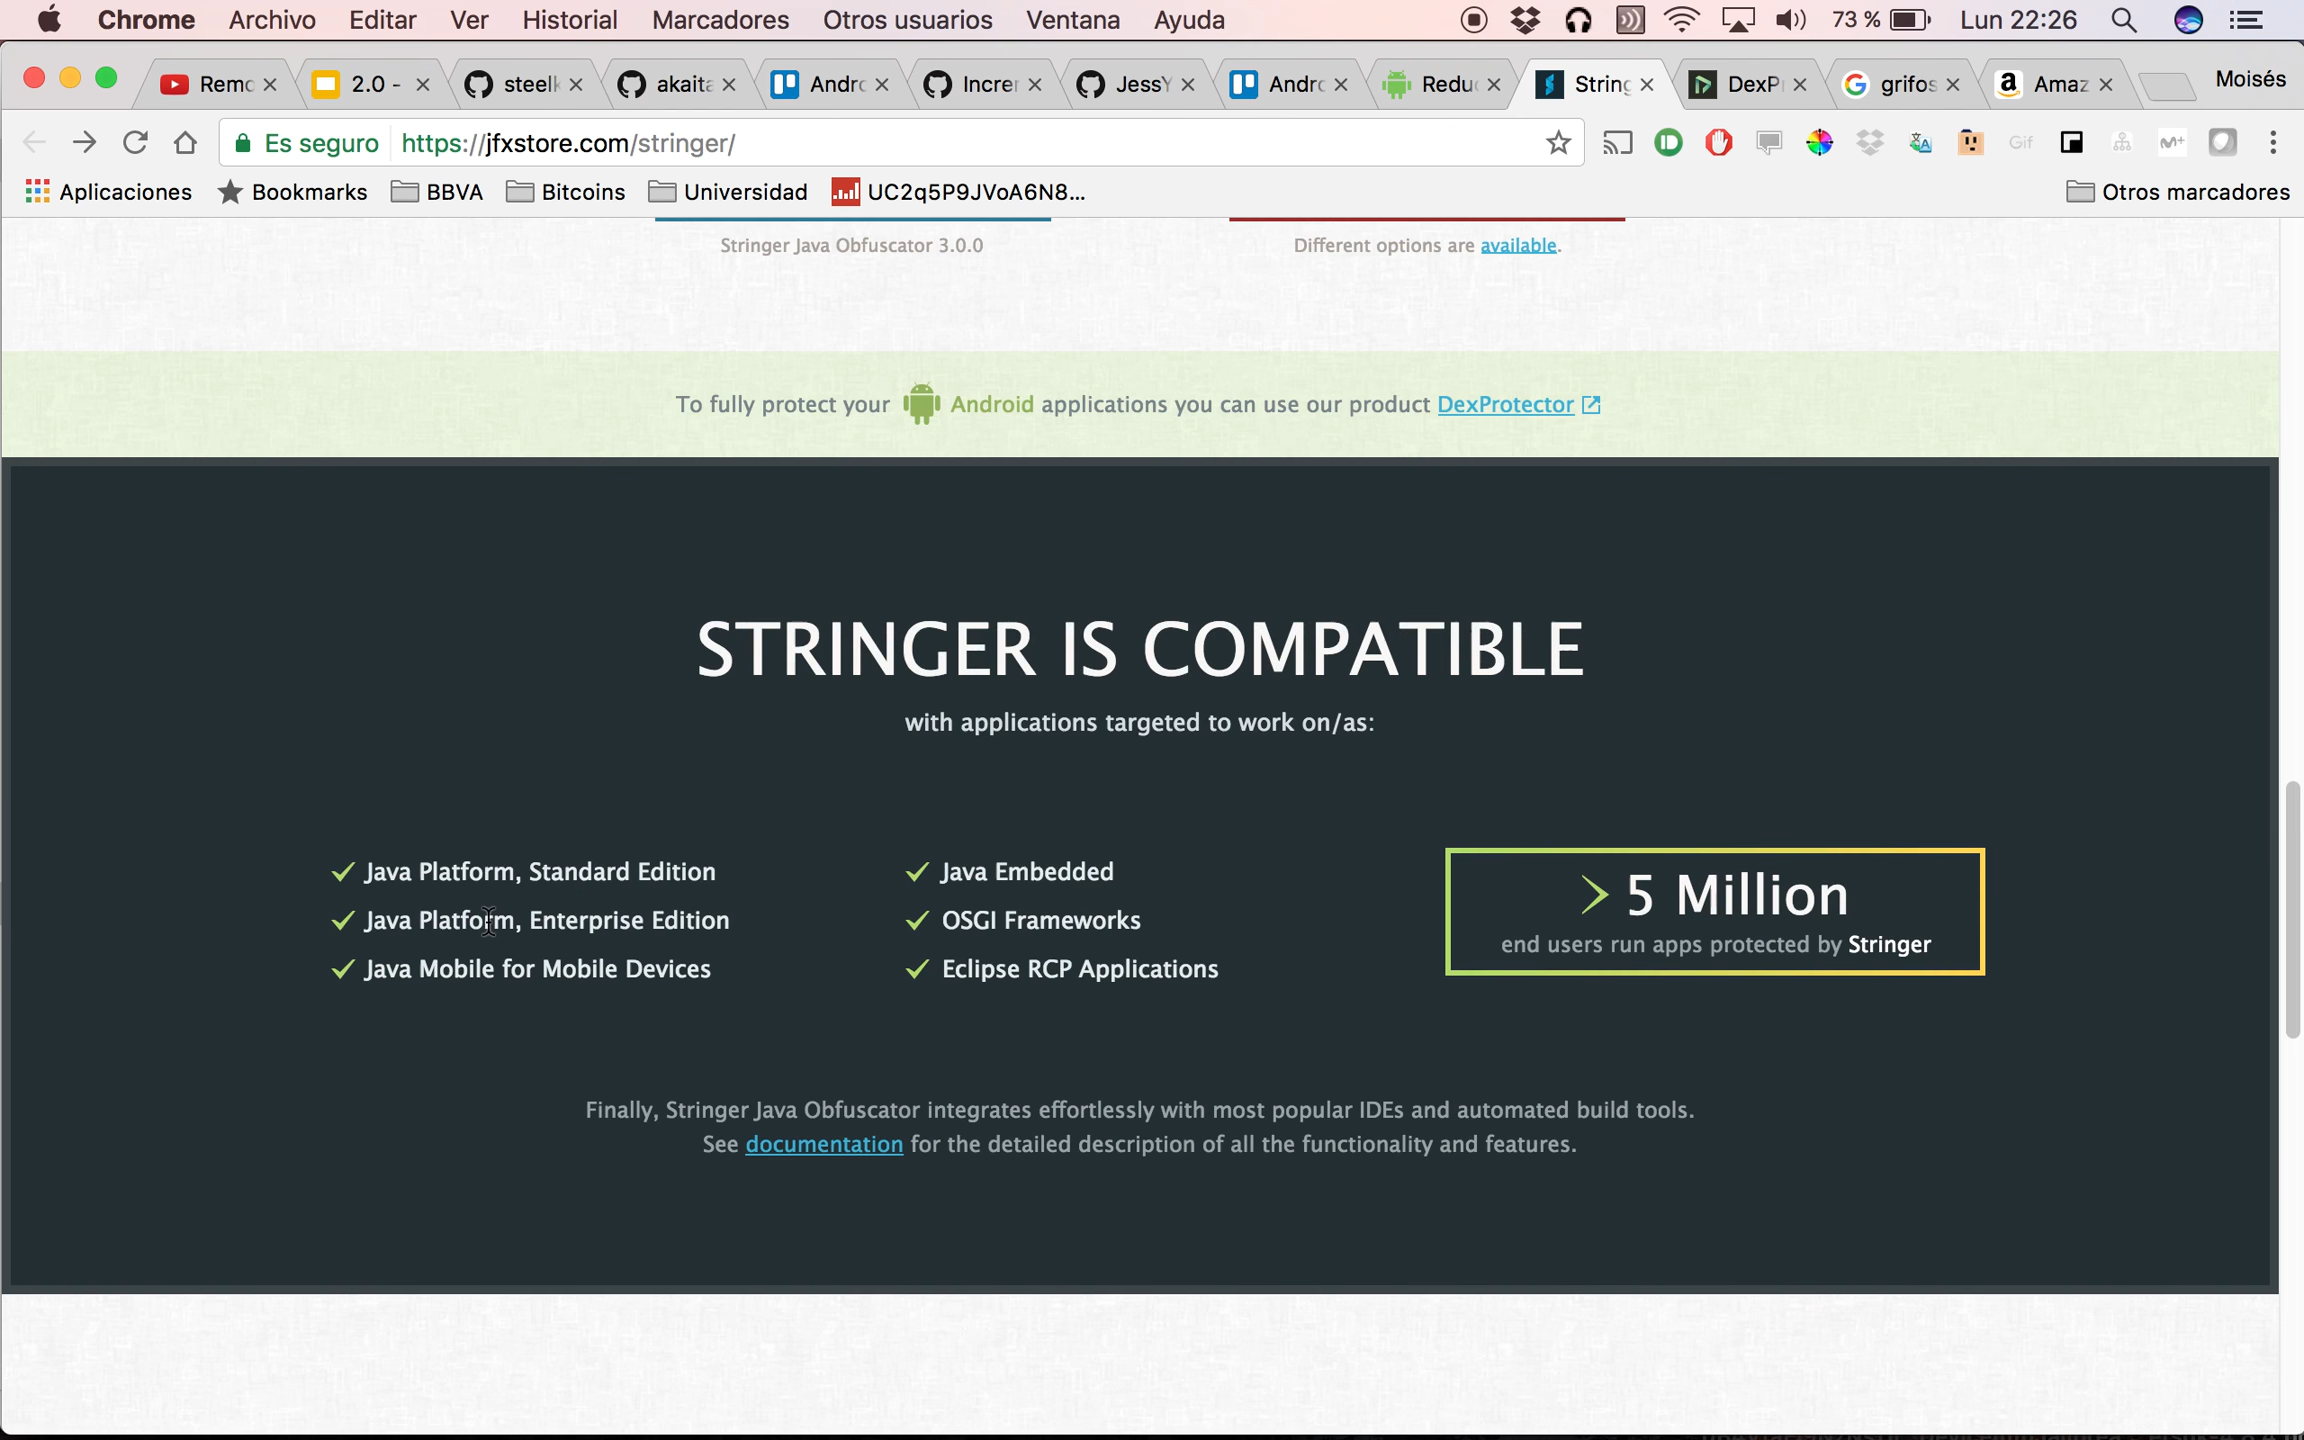 Chrome Archivo Editar Ver Historial Marcadores Otros usuarios Ventana Ayuda 73 % Lun 22:26
Remo 2.0 - steelk akaita Andro Increr JessY Andro Reduc String DexP grifos Amaz Moisés
Es seguro https://jfxstore.com/stringer/ Gif
Aplicaciones Bookmarks BBVA Bitcoins Universidad UC2q5P9JVoA6N8... Otros marcadores
Stringer Java Obfuscator 3.0.0 Different options are available.
To fully protect your Android applications you can use our product DexProtector
STRINGER IS COMPATIBLE
with applications targeted to work on/as:
Java Platform, Standard Edition
Java Platform, Enterprise Edition
Java Mobile for Mobile Devices
Java Embedded
OSGI Frameworks
Eclipse RCP Applications
> 5 Million
end users run apps protected by Stringer
Finally, Stringer Java Obfuscator integrates effortlessly with most popular IDEs and automated build tools.
See documentation for the detailed description of all the functionality and features.